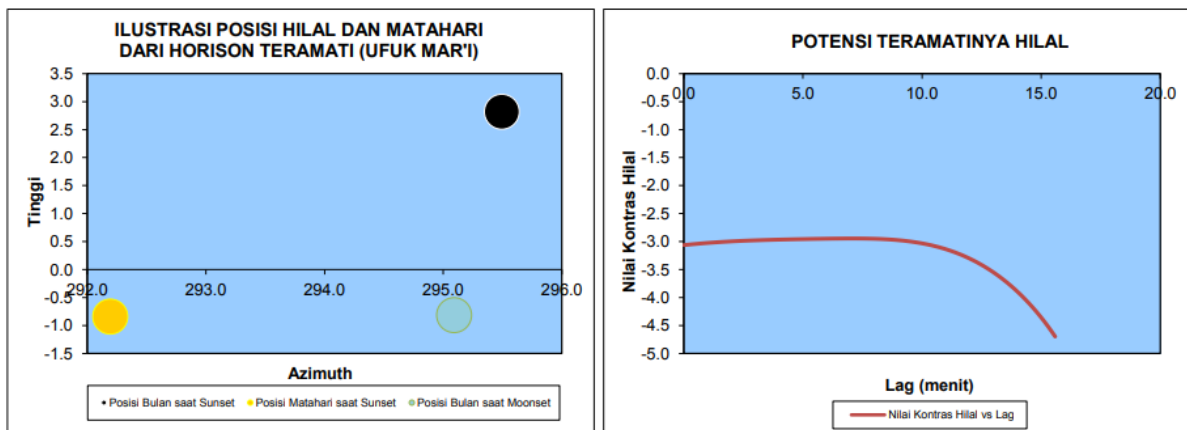 ILUSTRASI POSISI HILAL DAN MATAHARI
DARI HORISON TERAMATI (UFUK MAR'I)
3.5
3.0
2.5
2.0
1.5
1.0
0.5
0.0
-0.5
-1.0
-1.5
Tinggi
292.0
293.0
294.0
295.0
296.0
Azimuth
Posisi Bulan saat Sunset
Posisi Matahari saat Sunset
Posisi Bulan saat Moonset
POTENSI TERAMATINYA HILAL
0.0
-0.5
-1.0
-1.5
-2.0
-2.5
-3.0
-3.5
-4.0
-4.5
-5.0
Nilai Kontras Hilal
0.0
5.0
10.0
15.0
20.0
Lag (menit)
Nilai Kontras Hilal vs Lag